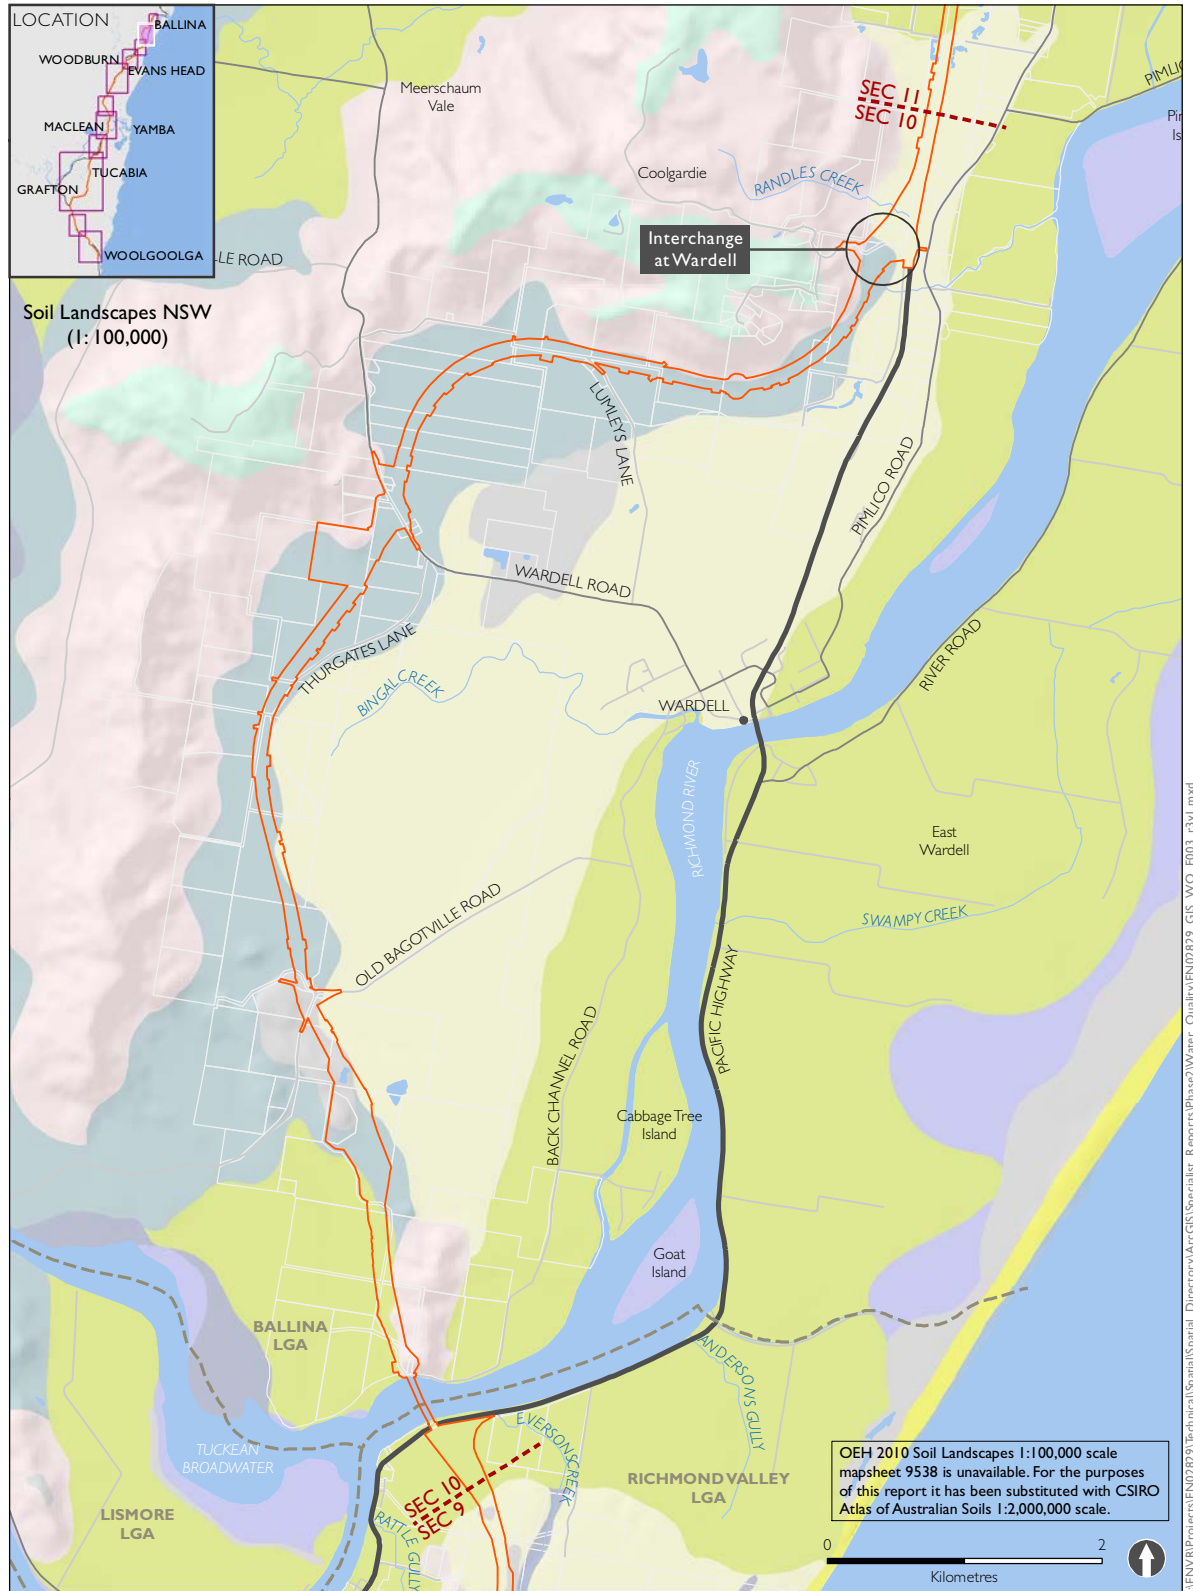 LOCATION
BALLINA
WOODBURN
EVANS HEAD
MACLEAN
YAMBA
TUCABIA
GRAFTON
WOOLGOOLGA
LLE ROAD
Soil Landscapes NSW
(1: 100,000)
Meerschaum
Vale
SEC 11
SEC 10
PIMLIC
Coolgardie
RANDLES CREEK
Interchange
at Wardell
LUMLEYS LANE
PIMLICO ROAD
WARDELL ROAD
THURGATES LANE
BINGAL CREEK
RIVER ROAD
WARDELL
RICHMOND RIVER
East
Wardell
SWAMPY CREEK
OLD BAGOTVILLE ROAD
PACIFIC HIGHWAY
BACK CHANNEL ROAD
Cabbage Tree
Island
Goat
Island
BALLINA
LGA
ANDERSONS GULLY
EVERSONS CREEK
TUCKEAN
BROADWATER
SEC 10
SEC 9
RATTLE GULLY
LISMORE
LGA
RICHMOND VALLEY
LGA
OEH 2010 Soil Landscapes 1:100,000 scale
mapsheet 9538 is unavailable. For the purposes
of this report it has been substituted with CSIRO
Atlas of Australian Soils 1:2,000,000 scale.
0 2
Kilometres